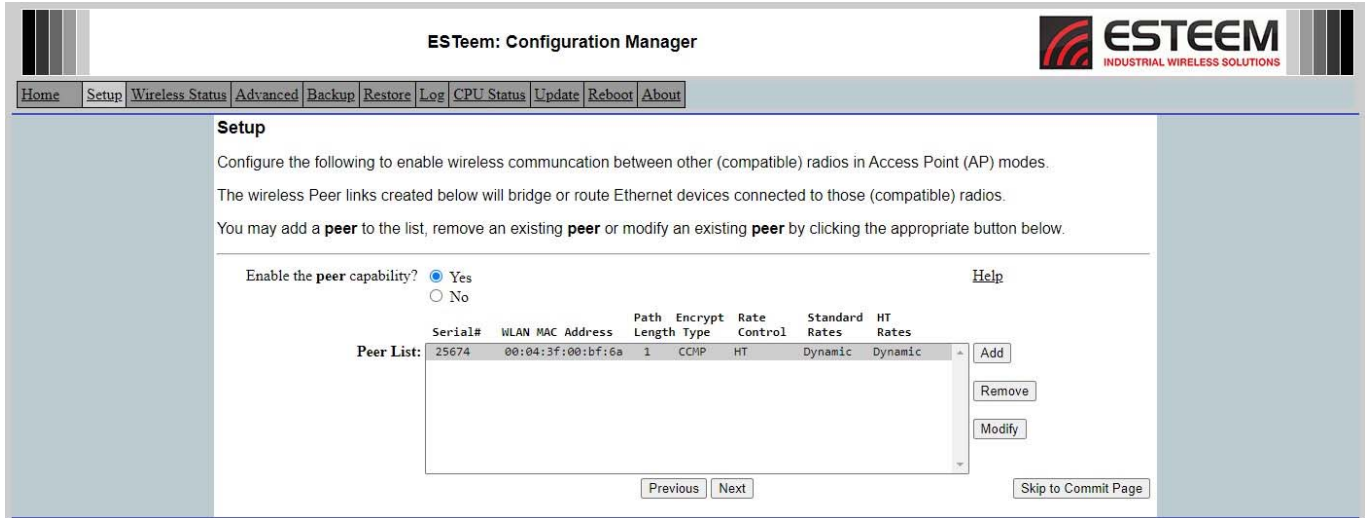 ESTeem: Configuration Manager
ESTEEM
INDUSTRIAL WIRELESS SOLUTIONS
Home Setup Wireless Status Advanced Backup Restore Log CPU Status Update Reboot About
Setup
Configure the following to enable wireless communcation between other (compatible) radios in Access Point (AP) modes.
The wireless Peer links created below will bridge or route Ethernet devices connected to those (compatible) radios.
You may add a peer to the list, remove an existing peer or modify an existing peer by clicking the appropriate button below.
Enable the peer capability? Yes Help
No
Path Encrypt Rate Standard HT
Serial# WLAN MAC Address Length Type Control Rates Rates
Peer List: 25674 00:04:3f:00:bf:6a 1 CCMP HT Dynamic Dynamic Add
Remove
Modify
Previous Next Skip to Commit Page